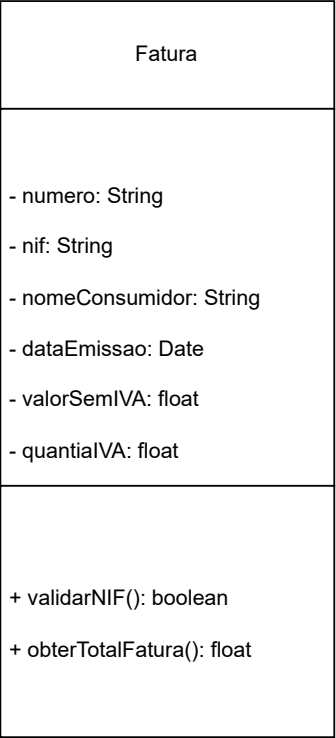 Fatura
- numero: String
- nif: String
- nomeConsumidor: String
- dataEmissao: Date
- valorSemIVA: float
- quantiaIVA: float
+ validarNIF(): boolean
+ obterTotalFatura(): float